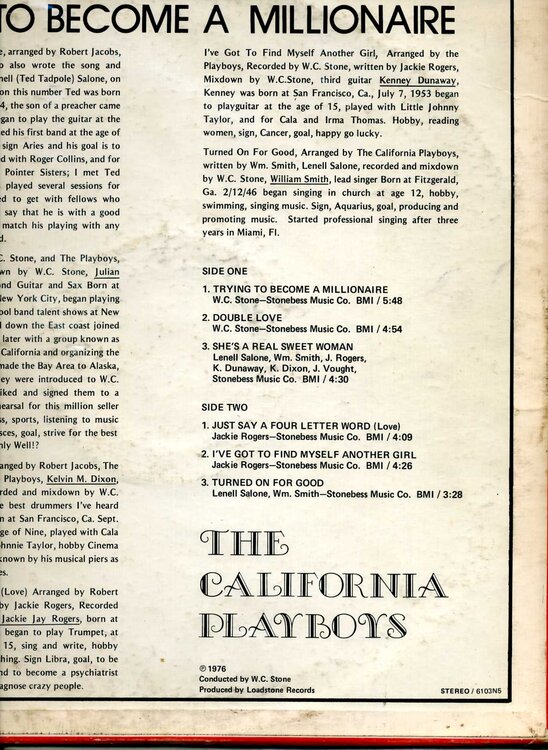 TO BECOME A MILLIONAIRE
e, arranged by Robert Jacobs,
o also wrote the song and
nell (Ted Tadpole) Salone, on
on this number Ted was born
4, the son of a preacher came
gan to play the guitar at the
ed his first band at the age of
sign Aries and his goal is to
d with Roger Collins, and for
Pointer Sisters; I met Ted
played several sessions for
ed to get with fellows who
say that he is with a good
match his playing with any
d.
C. Stone, and The Playboys,
wn by W.C. Stone, Julian
ond Guitar and Sax Born at
New York City, began playing
ool band talent shows at New
d down the East coast joined
later with a group known as
California and organizing the
made the Bay Area to Alaska,
ey were introduced to W.C.
iked and signed them to a
earsal for this million seller
ss, sports, listening to music
sces, goal, strive for the best
nly Well!?
anged by Robert Jacobs, The
Playboys, Kelvin M. Dixon,
rded and mixdown by W.C.
e best drummers I've heard
n at San Francisco, Ca. Sept.
ge of Nine, played with Cala
ohnnie Taylor, hobby Cinema
known by his musical piers as
es.
(Love) Arranged by Robert
by Jackie Rogers, Recorded
Jackie Jay Rogers, born at
began to play Trumpet, at
15, sing and write, hobby
hing. Sign Libra, goal, to be
nd to become a psychiatrist
agnose crazy people.
I've Got To Find Myself Another Girl, Arranged by the
Playboys, Recorded by W.C. Stone, written by Jackie Rogers,
Mixdown by W.C.Stone, third guitar Kenney Dunaway,
Kenney was born at San Francisco, Ca., July 7, 1953 began
to playguitar at the age of 15, played with Little Johnny
Taylor, and for Cala and Irma Thomas. Hobby, reading
women, sign, Cancer, goal, happy go lucky.
Turned On For Good, Arranged by The California Playboys,
written by Wm. Smith, Lenell Salone, recorded and mixdown
by W.C. Stone, William Smith, lead singer Born at Fitzgerald,
Ga. 2/12/46 began singing in church at age 12, hobby,
swimming, singing music. Sign, Aquarius, goal, producing and
promoting music. Started professional singing after three
years in Miami, Fl.
SIDE ONE
1. TRYING TO BECOME A MILLIONAIRE
W.C. Stone—Stonebess Music Co. BMI / 5:48
2. DOUBLE LOVE
W.C. Stone—Stonebess Music Co. BMI / 4:54
3. SHE'S A REAL SWEET WOMAN
Lenell Salone, Wm. Smith, J. Rogers,
K. Dunaway, K. Dixon, J. Vought,
Stonebess Music Co. BMI / 4:30
SIDE TWO
1. JUST SAY A FOUR LETTER WORD (Love)
Jackie Rogers—Stonebess Music Co. BMI / 4:09
2. I'VE GOT TO FIND MYSELF ANOTHER GIRL
Jackie Rogers—Stonebess Music Co. BMI / 4:26
3. TURNED ON FOR GOOD
Lenell Salone, Wm. Smith—Stonebess Music Co. BMI / 3:28
THE
CALIFORNIA
PLAYBOYS
℗ 1976
Conducted by W.C. Stone
Produced by Loadstone Records
STEREO / 6103N5